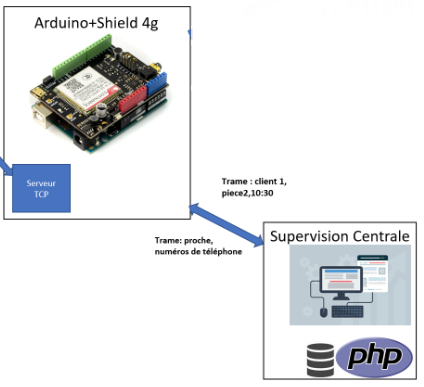 Arduino+Shield 4g
Serveur
TCP
Trame : client 1,
piece2,10:30
Trame: proche,
numéros de téléphone
Supervision Centrale
php